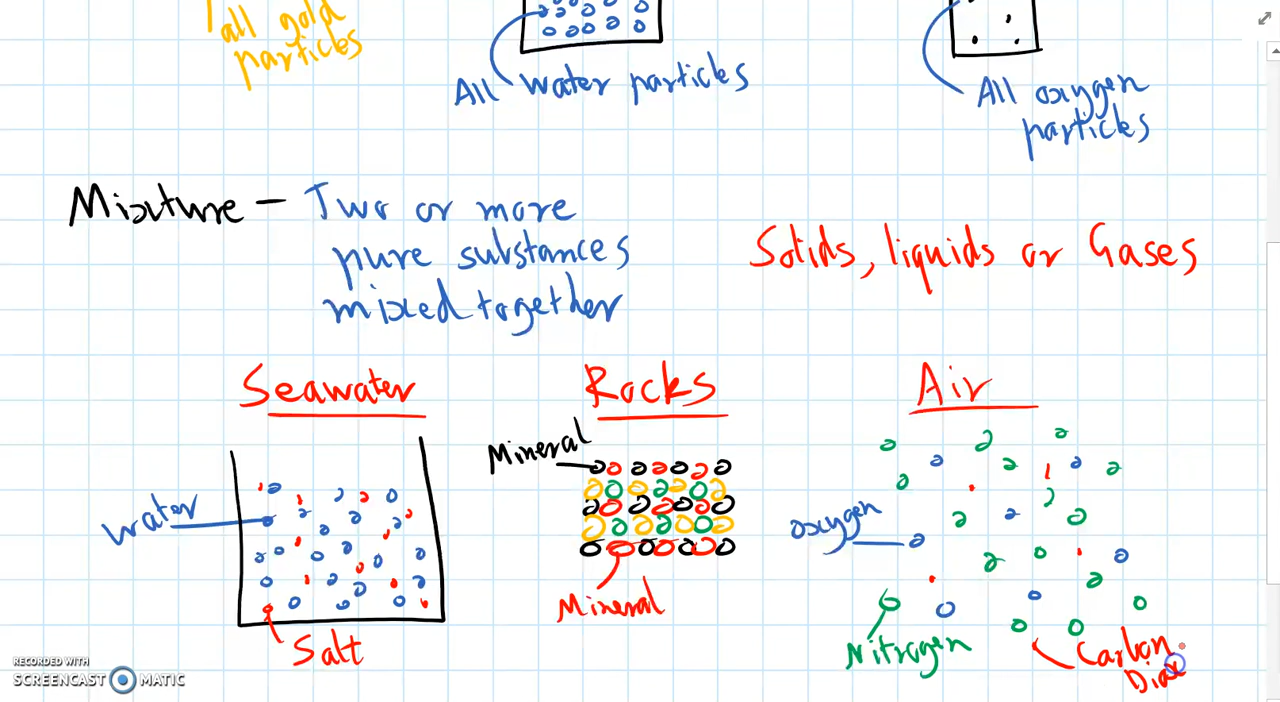 all gold
particles
All water particles
All oxygen
particles
Mixture - Two or more
pure substances
mixed together
Solids, liquids or Gases
Seawater
Rocks
Air
Mineral
water
oxygen
Mineral
Salt
Nitrogen
Carbon
Diox
RECORDED WITH
SCREENCAST MATIC